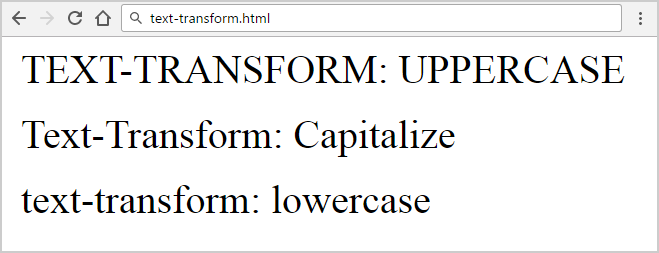 text-transform.html
TEXT-TRANSFORM: UPPERCASE
Text-Transform: Capitalize
text-transform: lowercase